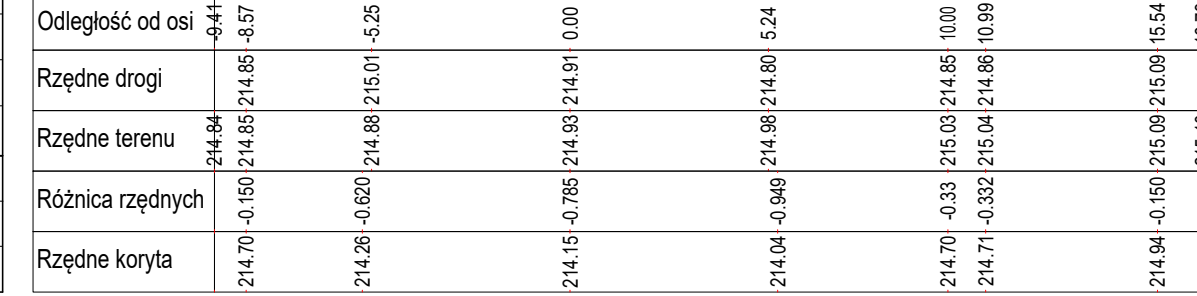 Odległość od osi -9.41 -8.57 -5.25 0.00 5.24 10.00 10.99 15.54
Rzędne drogi 214.85 215.01 214.91 214.80 214.85 214.86 215.09
Rzędne terenu 214.84 214.85 214.88 214.93 214.98 215.03 215.04 215.09
Różnica rzędnych -0.150 -0.620 -0.785 -0.949 -0.33 -0.332 -0.150
Rzędne koryta 214.70 214.26 214.15 214.04 214.70 214.71 214.94